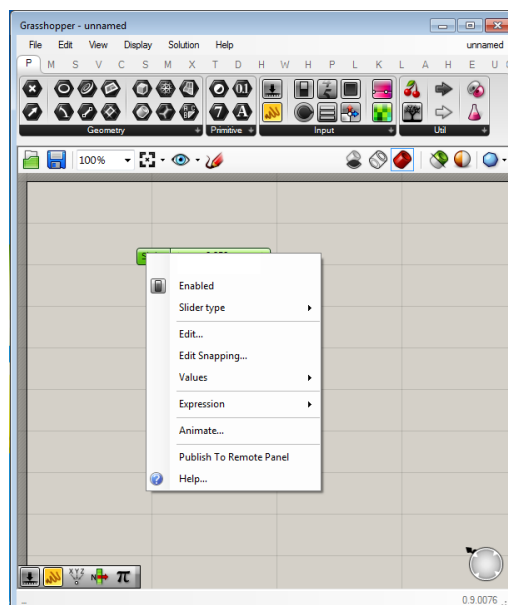 Grasshopper - unnamed
File Edit View Display Solution Help unnamed
P M S V C S M X T D H W H P L K L A H E U
Geometry Primitive Input Util
100%
Enabled
Slider type
Edit...
Edit Snapping...
Values
Expression
Animate...
Publish To Remote Panel
Help...
0.9.0076